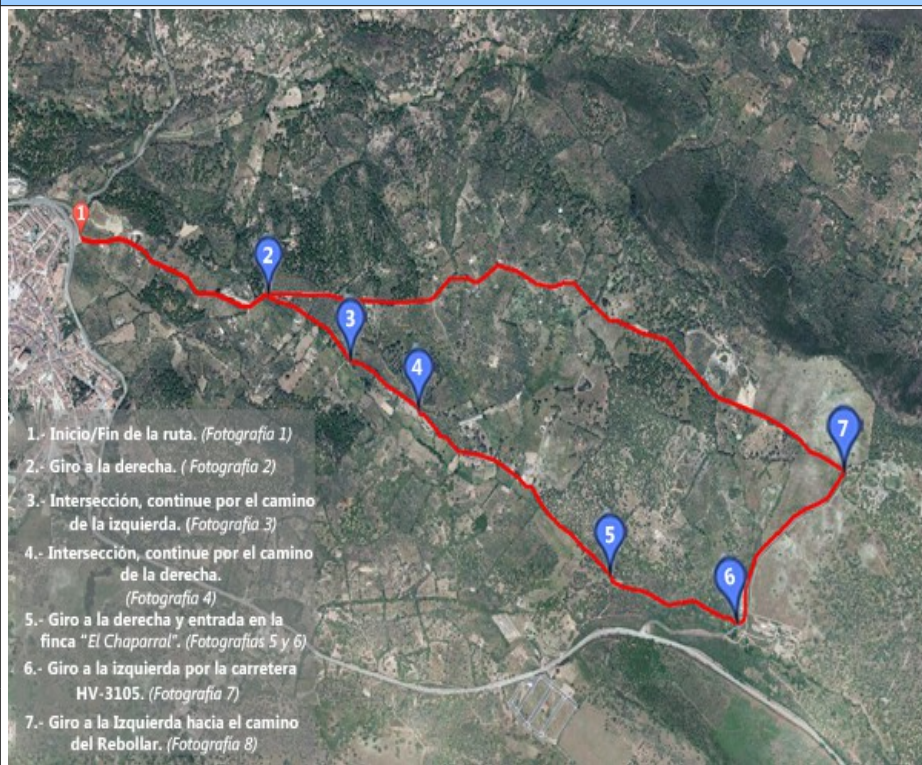 1
2
3
4
5
6
7
1.- Inicio/Fin de la ruta. (Fotografía 1)
2.- Giro a la derecha. ( Fotografía 2)
3.- Intersección, continue por el camino
de la izquierda. (Fotografía 3)
4.- Intersección, continue por el camino
de la derecha.
(Fotografía 4)
5.- Giro a la derecha y entrada en la
finca "El Chaparral". (Fotografías 5 y 6)
6.- Giro a la izquierda por la carretera
HV-3105. (Fotografía 7)
7.- Giro a la Izquierda hacia el camino
del Rebollar. (Fotografía 8)